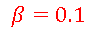 β = 0.1